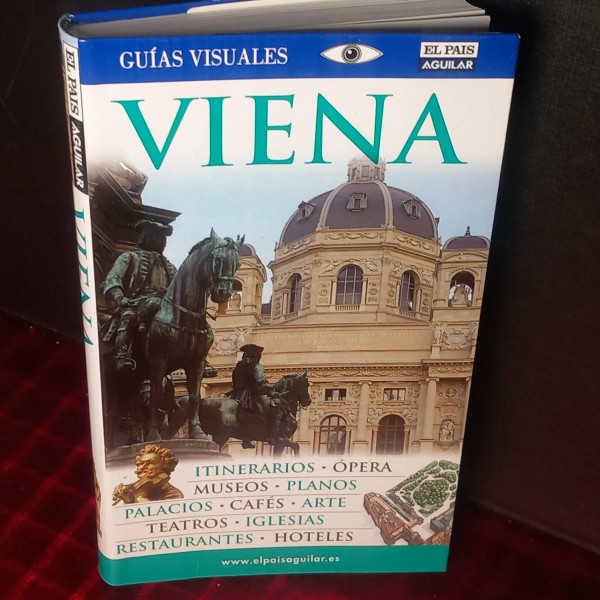 GUÍAS VISUALES
EL PAIS
AGUILAR
VIENA
ITINERARIOS · ÓPERA
MUSEOS · PLANOS
PALACIOS · CAFÉS · ARTE
TEATROS · IGLESIAS
RESTAURANTES · HOTELES
www.elpaisaguilar.es
EL PAIS
AGUILAR
VIENA